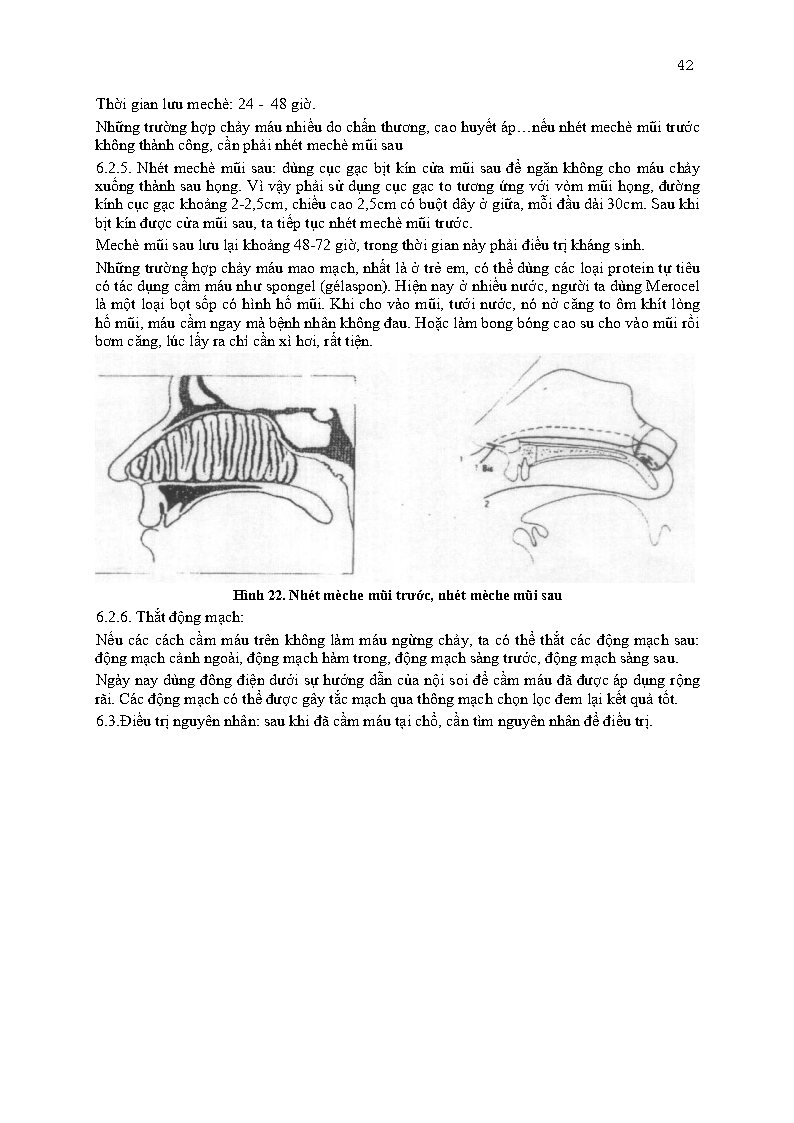 42
Thời gian lưu mechè: 24 - 48 giờ.
Những trường hợp chảy máu nhiều do chấn thương, cao huyết áp…nếu nhét mechè mũi trước
không thành công, cần phải nhét mechè mũi sau
6.2.5. Nhét mechè mũi sau: dùng cục gạc bịt kín cửa mũi sau để ngăn không cho máu chảy
xuống thành sau họng. Vì vậy phải sử dụng cục gạc to tương ứng với vòm mũi họng, đường
kính cục gạc khoảng 2-2,5cm, chiều cao 2,5cm có buột dây ở giữa, mỗi đầu dài 30cm. Sau khi
bịt kín được cửa mũi sau, ta tiếp tục nhét mechè mũi trước.
Mechè mũi sau lưu lại khoảng 48-72 giờ, trong thời gian này phải điều trị kháng sinh.
Những trường hợp chảy máu mao mạch, nhất là ở trẻ em, có thể dùng các loại protein tự tiêu
có tác dụng cầm máu như spongel (gélaspon). Hiện nay ở nhiều nước, người ta dùng Merocel
là một loại bọt sốp có hình hố mũi. Khi cho vào mũi, tưới nước, nó nở căng to ôm khít lòng
hố mũi, máu cầm ngay mà bệnh nhân không đau. Hoặc làm bong bóng cao su cho vào mũi rồi
bơm căng, lúc lấy ra chỉ cần xì hơi, rất tiện.
1
1 Bis
2
Hình 22. Nhét mèche mũi trước, nhét mèche mũi sau
6.2.6. Thắt động mạch:
Nếu các cách cầm máu trên không làm máu ngừng chảy, ta có thể thắt các động mạch sau:
động mạch cảnh ngoài, động mạch hàm trong, động mạch sàng trước, động mạch sàng sau.
Ngày nay dùng đông điện dưới sự hướng dẫn của nội soi để cầm máu đã được áp dụng rộng
rãi. Các động mạch có thể được gây tắc mạch qua thông mạch chọn lọc đem lại kết quả tốt.
6.3.Điều trị nguyên nhân: sau khi đã cầm máu tại chổ, cần tìm nguyên nhân để điều trị.